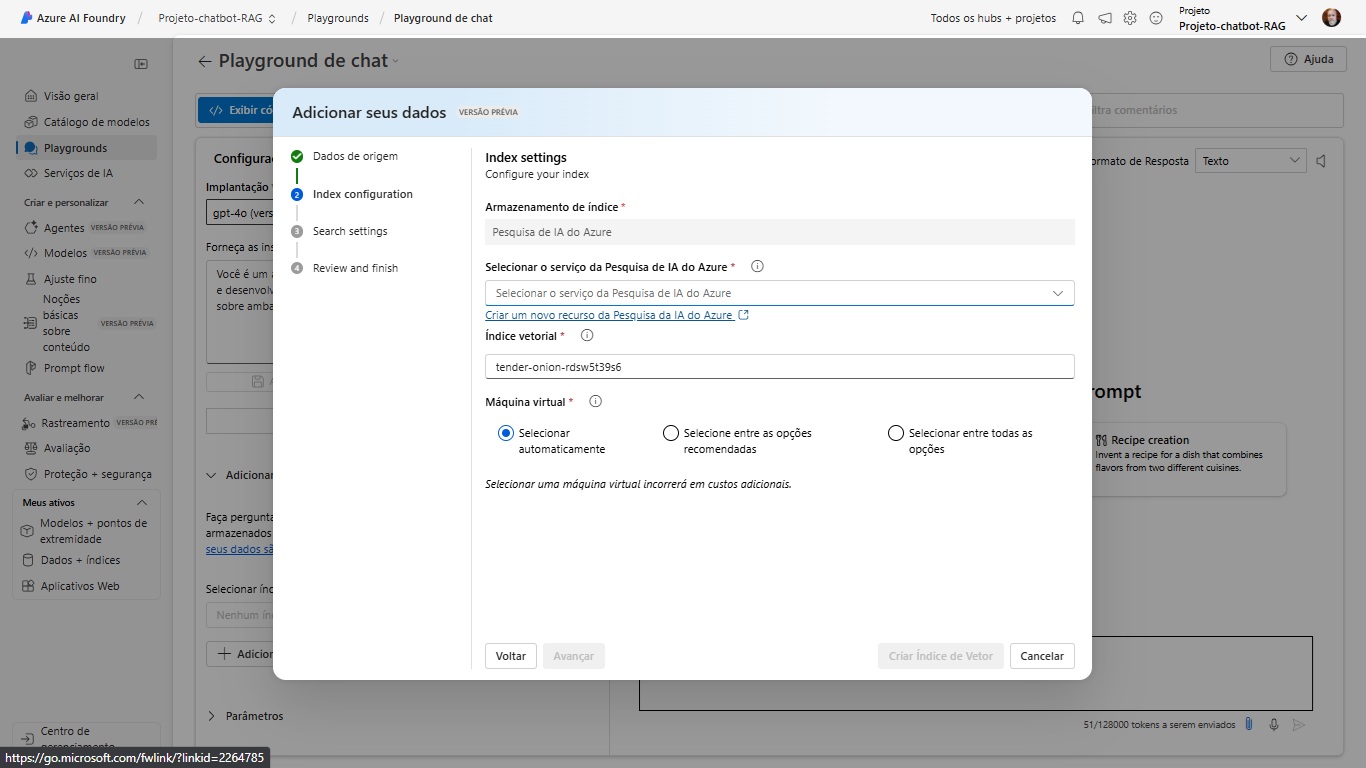 Azure AI Foundry / Projeto-chatbot-RAG / Playgrounds / Playground de chat
Todos os hubs + projetos
Projeto
Projeto-chatbot-RAG
Visão geral
Catálogo de modelos
Playgrounds
Serviços de IA
Criar e personalizar
Agentes VERSÃO PRÉVIA
Modelos VERSÃO PRÉVIA
Ajuste fino
Noções
básicas
sobre
conteúdo
VERSÃO PRÉVIA
Prompt flow
Avaliar e melhorar
Rastreamento VERSÃO PRÉ
Avaliação
Proteção + segurança
Meus ativos
Modelos + pontos de
extremidade
Dados + índices
Aplicativos Web
Centro de
https://go.microsoft.com/fwlink/?linkid=2264785
Playground de chat
Ajuda
Exibir có
ltra comentários
Configuraç
Implantação
gpt-4o (vers
Forneça as ins
Você é um a
e desenvolv
sobre amba
Adicionar
Faça pergunta
armazenados
seus dados sã
Selecionar índ
Nenhum ín
Adicion
Parâmetros
ormato de Resposta
Texto
rompt
Recipe creation
Invent a recipe for a dish that combines
flavors from two different cuisines.
51/128000 tokens a serem enviados
Adicionar seus dados VERSÃO PRÉVIA
Dados de origem
2 Index configuration
3 Search settings
4 Review and finish
Index settings
Configure your index
Armazenamento de índice *
Pesquisa de IA do Azure
Selecionar o serviço da Pesquisa de IA do Azure *
Selecionar o serviço da Pesquisa de IA do Azure
Criar um novo recurso da Pesquisa da IA do Azure
Índice vetorial *
tender-onion-rdsw5t39s6
Máquina virtual *
Selecionar
automaticamente
Selecione entre as opções
recomendadas
Selecionar entre todas as
opções
Selecionar uma máquina virtual incorrerá em custos adicionais.
Voltar
Avançar
Criar Índice de Vetor
Cancelar